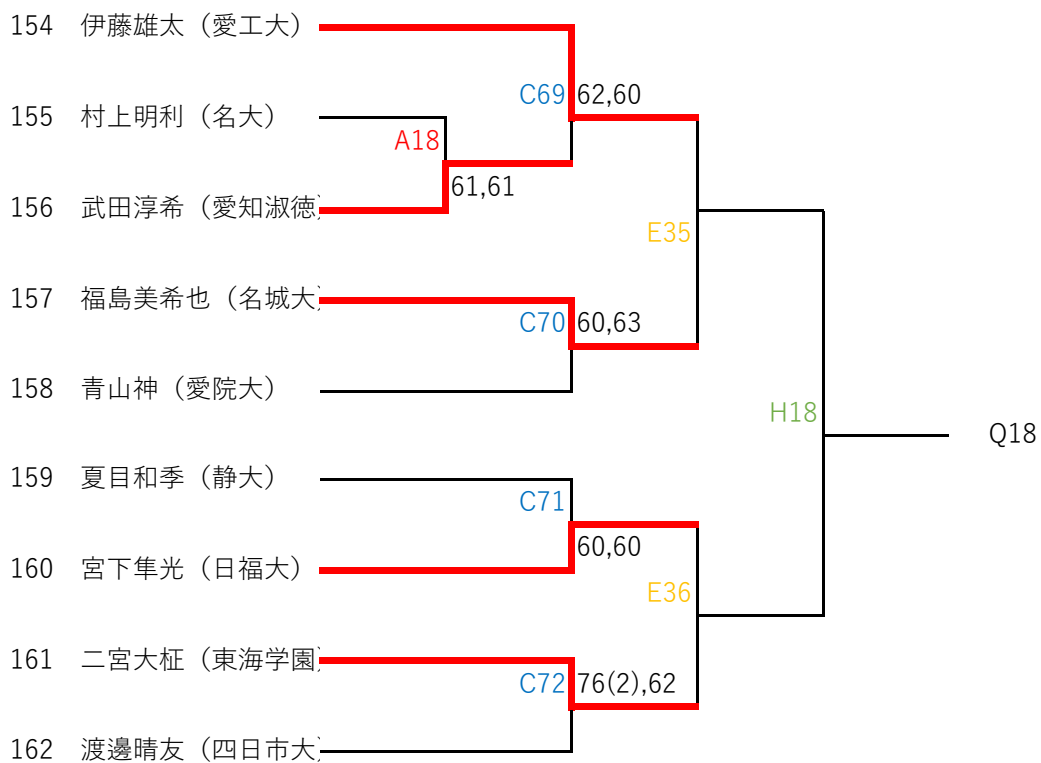 154 伊藤雄太（愛工大）
C69 62,60
155 村上明利（名大）
A18
61,61
156 武田淳希（愛知淑徳）
E35
157 福島美希也（名城大）
C70 60,63
158 青山神（愛院大）
H18
Q18
159 夏目和季（静大）
C71
60,60
160 宮下隼光（日福大）
E36
161 二宮大柾（東海学園）
C72 76(2),62
162 渡邊晴友（四日市大）